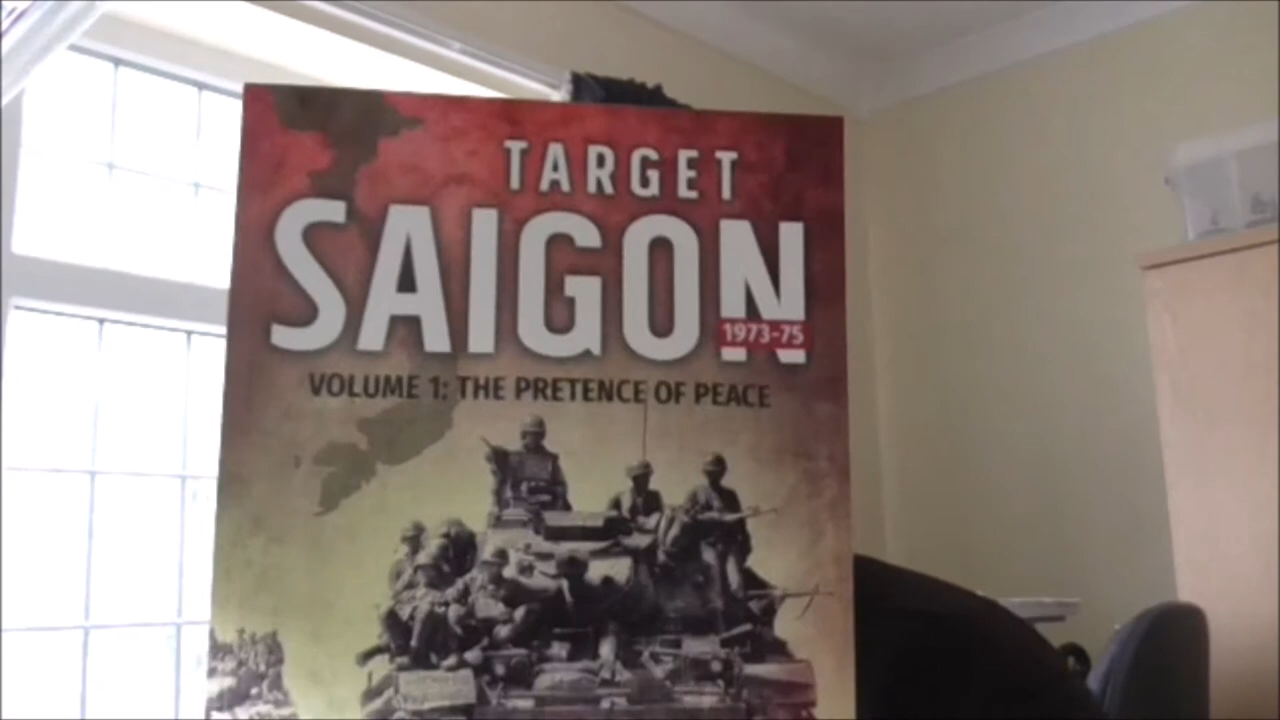 TARGET
SAIGON
1973-75
VOLUME 1: THE PRETENCE OF PEACE